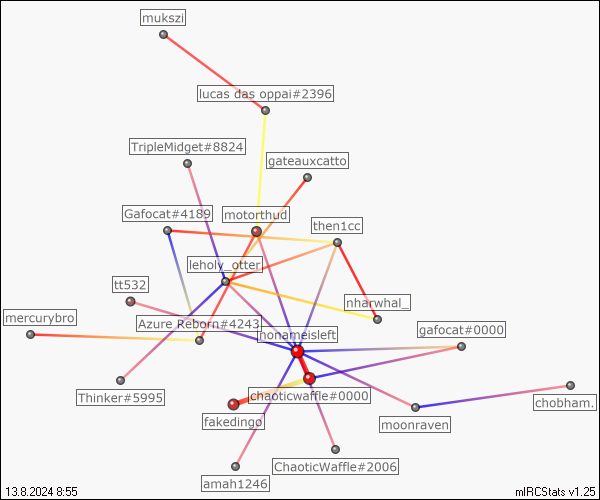 mukszi
lucas das oppai#2396
TripleMidget#8824
gateauxcatto
Gafocat#4189
motorthud
then1cc
leholy_otter
tt532
nharwhal_
mercurybro
Azure Reborn#4243
nonameisleft
gafocat#0000
Thinker#5995
chaoticwaffle#0000
chobham.
fakedingo
moonraven
ChaoticWaffle#2006
amah1246
13.8.2024 8:55
mIRCStats v1.25